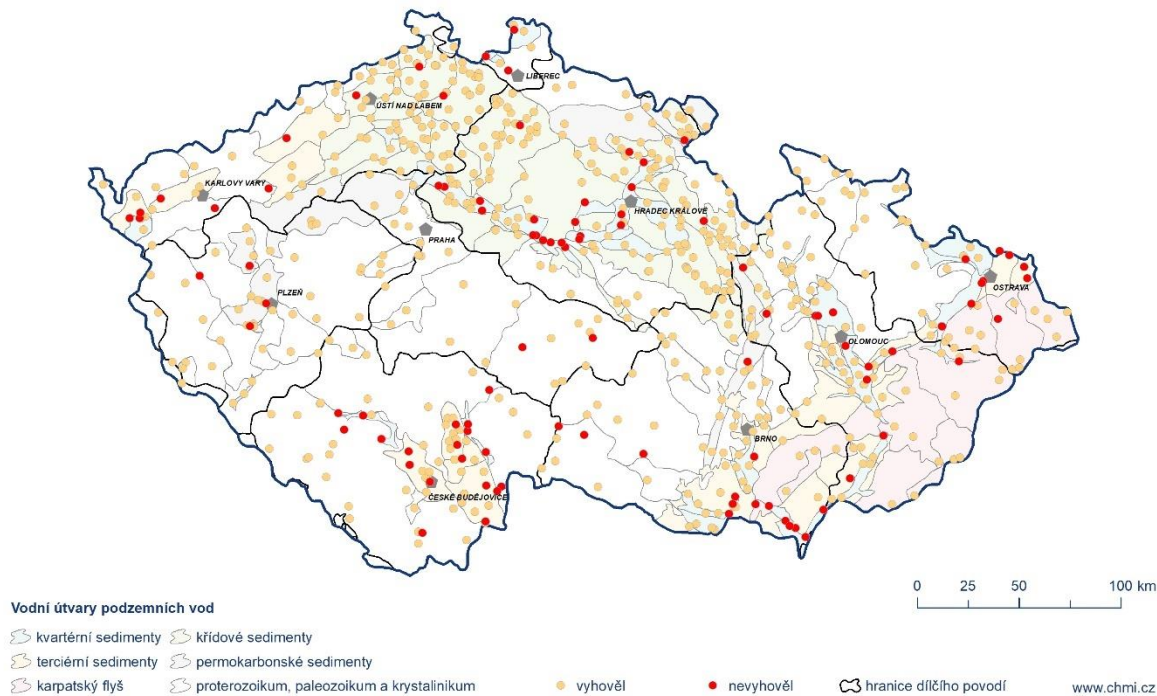 LIBEREC
ÚSTÍ NAD LABEM
KARLOVY VARY
HRADEC KRÁLOVÉ
PRAHA
OSTRAVA
PLZEŇ
OLOMOUC
BRNO
ČESKÉ BUDĚJOVICE
0 25 50 100 km
Vodní útvary podzemních vod
kvartérní sedimenty křídové sedimenty
terciérní sedimenty permokarbonské sedimenty
karpatský flyš proterozoikum, paleozoikum a krystalinikum vyhověl nevyhověl hranice dílčího povodí www.chmi.cz